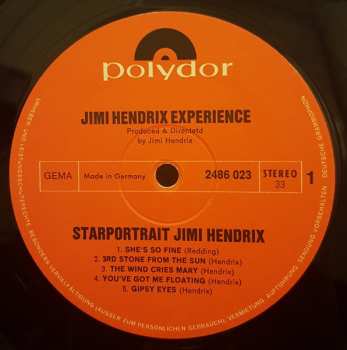 polydor
JIMI HENDRIX EXPERIENCE
Produced & Directetd
by Jimi Hendrix
GEMA
Made in Germany
2486 023
STEREO
33
1
STARPORTRAIT JIMI HENDRIX
1. SHE'S SO FINE (Redding)
2. 3RD STONE FROM THE SUN (Hendrix)
3. THE WIND CRIES MARY (Hendrix)
4. YOU'VE GOT ME FLOATING (Hendrix)
5. GIPSY EYES (Hendrix)